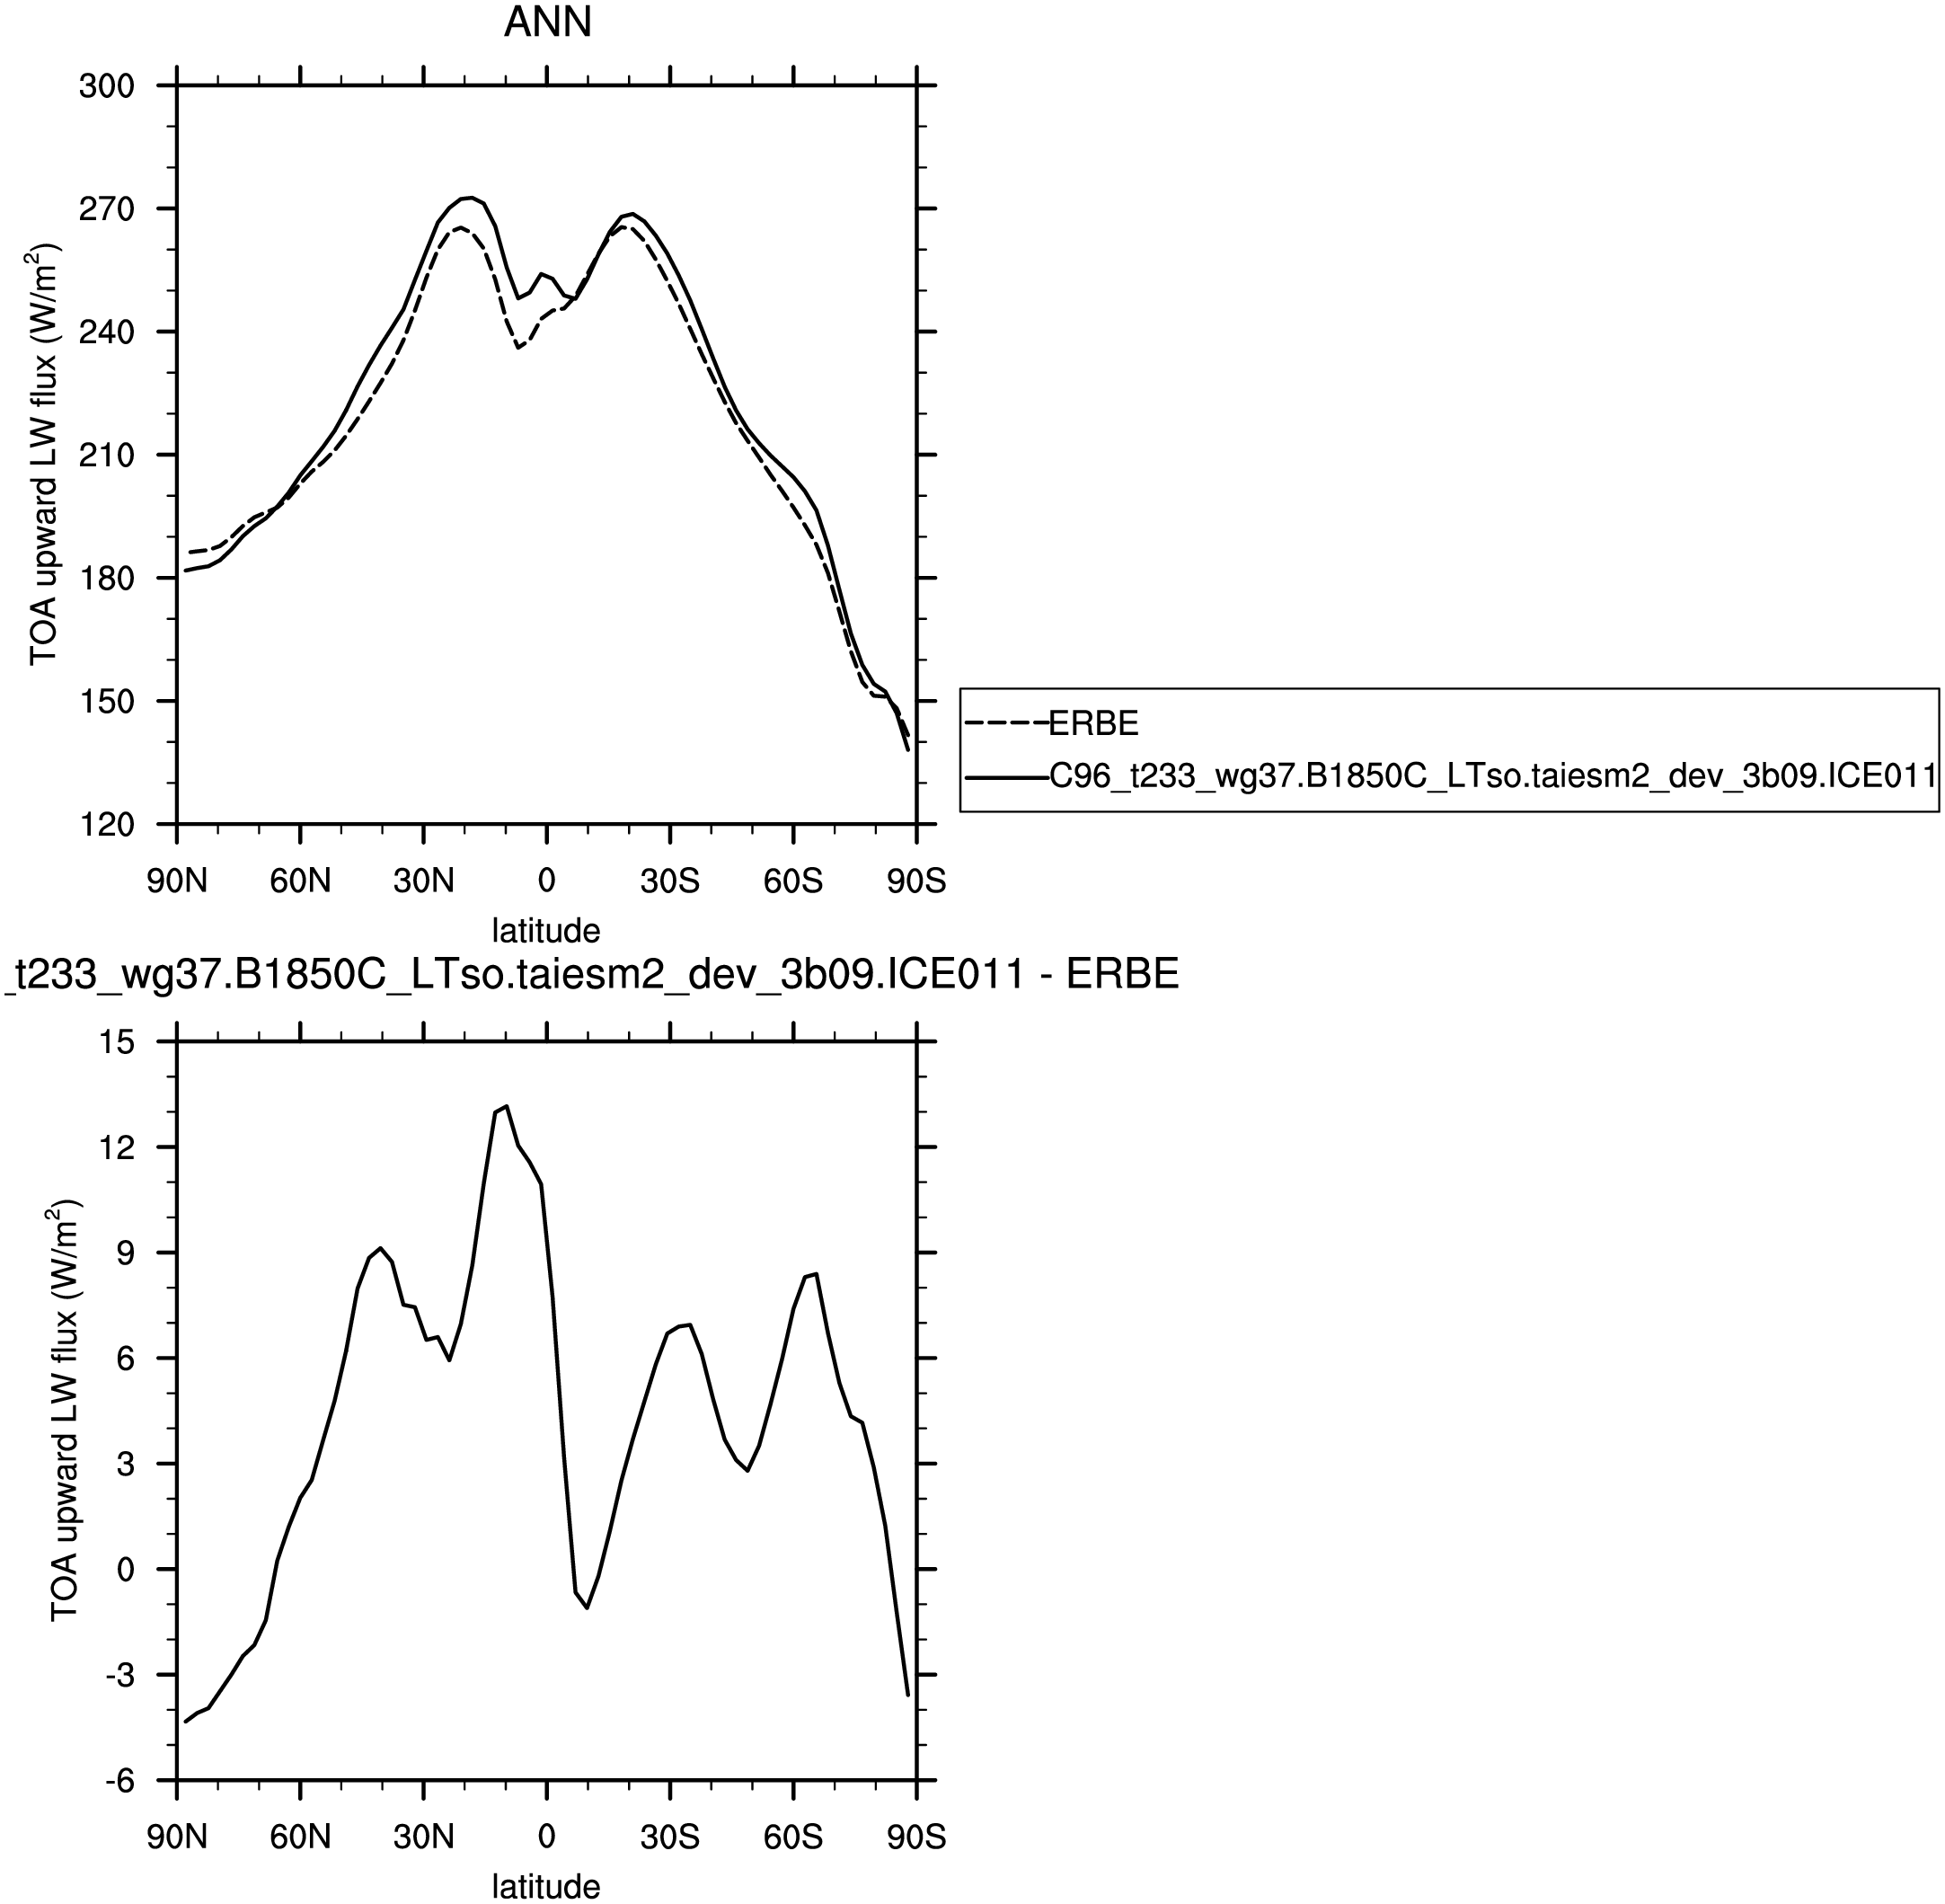 ANN
300
270
240
210
180
150
120
TOA upward LW flux (W/m²)
90N 60N 30N 0 30S 60S 90S
latitude
ERBE
C96_t233_wg37.B1850C_LTso.taiesm2_dev_3b09.ICE011
_t233_wg37.B1850C_LTso.taiesm2_dev_3b09.ICE011 - ERBE
15
12
9
6
3
0
-3
-6
TOA upward LW flux (W/m²)
90N 60N 30N 0 30S 60S 90S
latitude